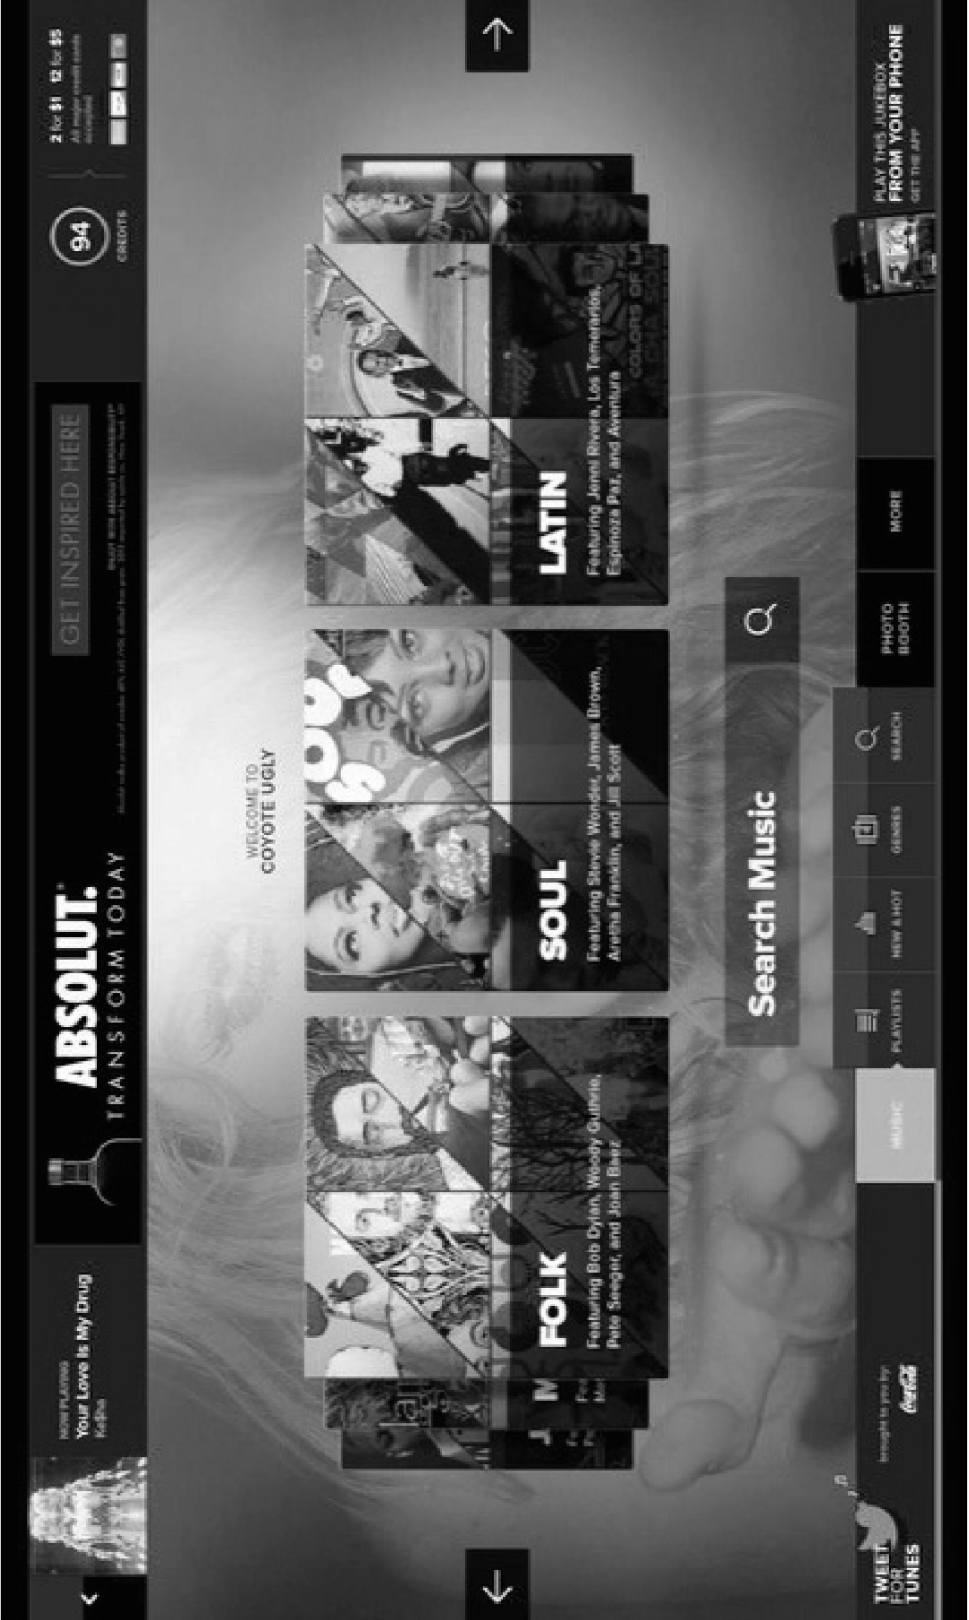 NOW PLAYING
Your Love Is My Drug
Ke$ha
ABSOLUT.
TRANSFORM TODAY
GET INSPIRED HERE
94
CREDITS
2 for $1 12 for $5
All major credit cards
accepted
WELCOME TO
COYOTE UGLY
FOLK
Featuring Bob Dylan, Woody Guthrie,
Pete Seeger, and Joan Baez
SOUL
Featuring Stevie Wonder, James Brown,
Aretha Franklin, and Jill Scott
LATIN
Featuring Jenni Rivera, Los Temerarios,
Espinoza Paz, and Aventura
COLORS OF
Search Music
TWEET
FOR
TUNES
brought to you by:
Coca-Cola
MUSIC
PLAYLISTS
NEW & HOT
GENRES
SEARCH
PHOTO
BOOTH
MORE
PLAY THIS JUKEBOX
FROM YOUR PHONE
GET THE APP